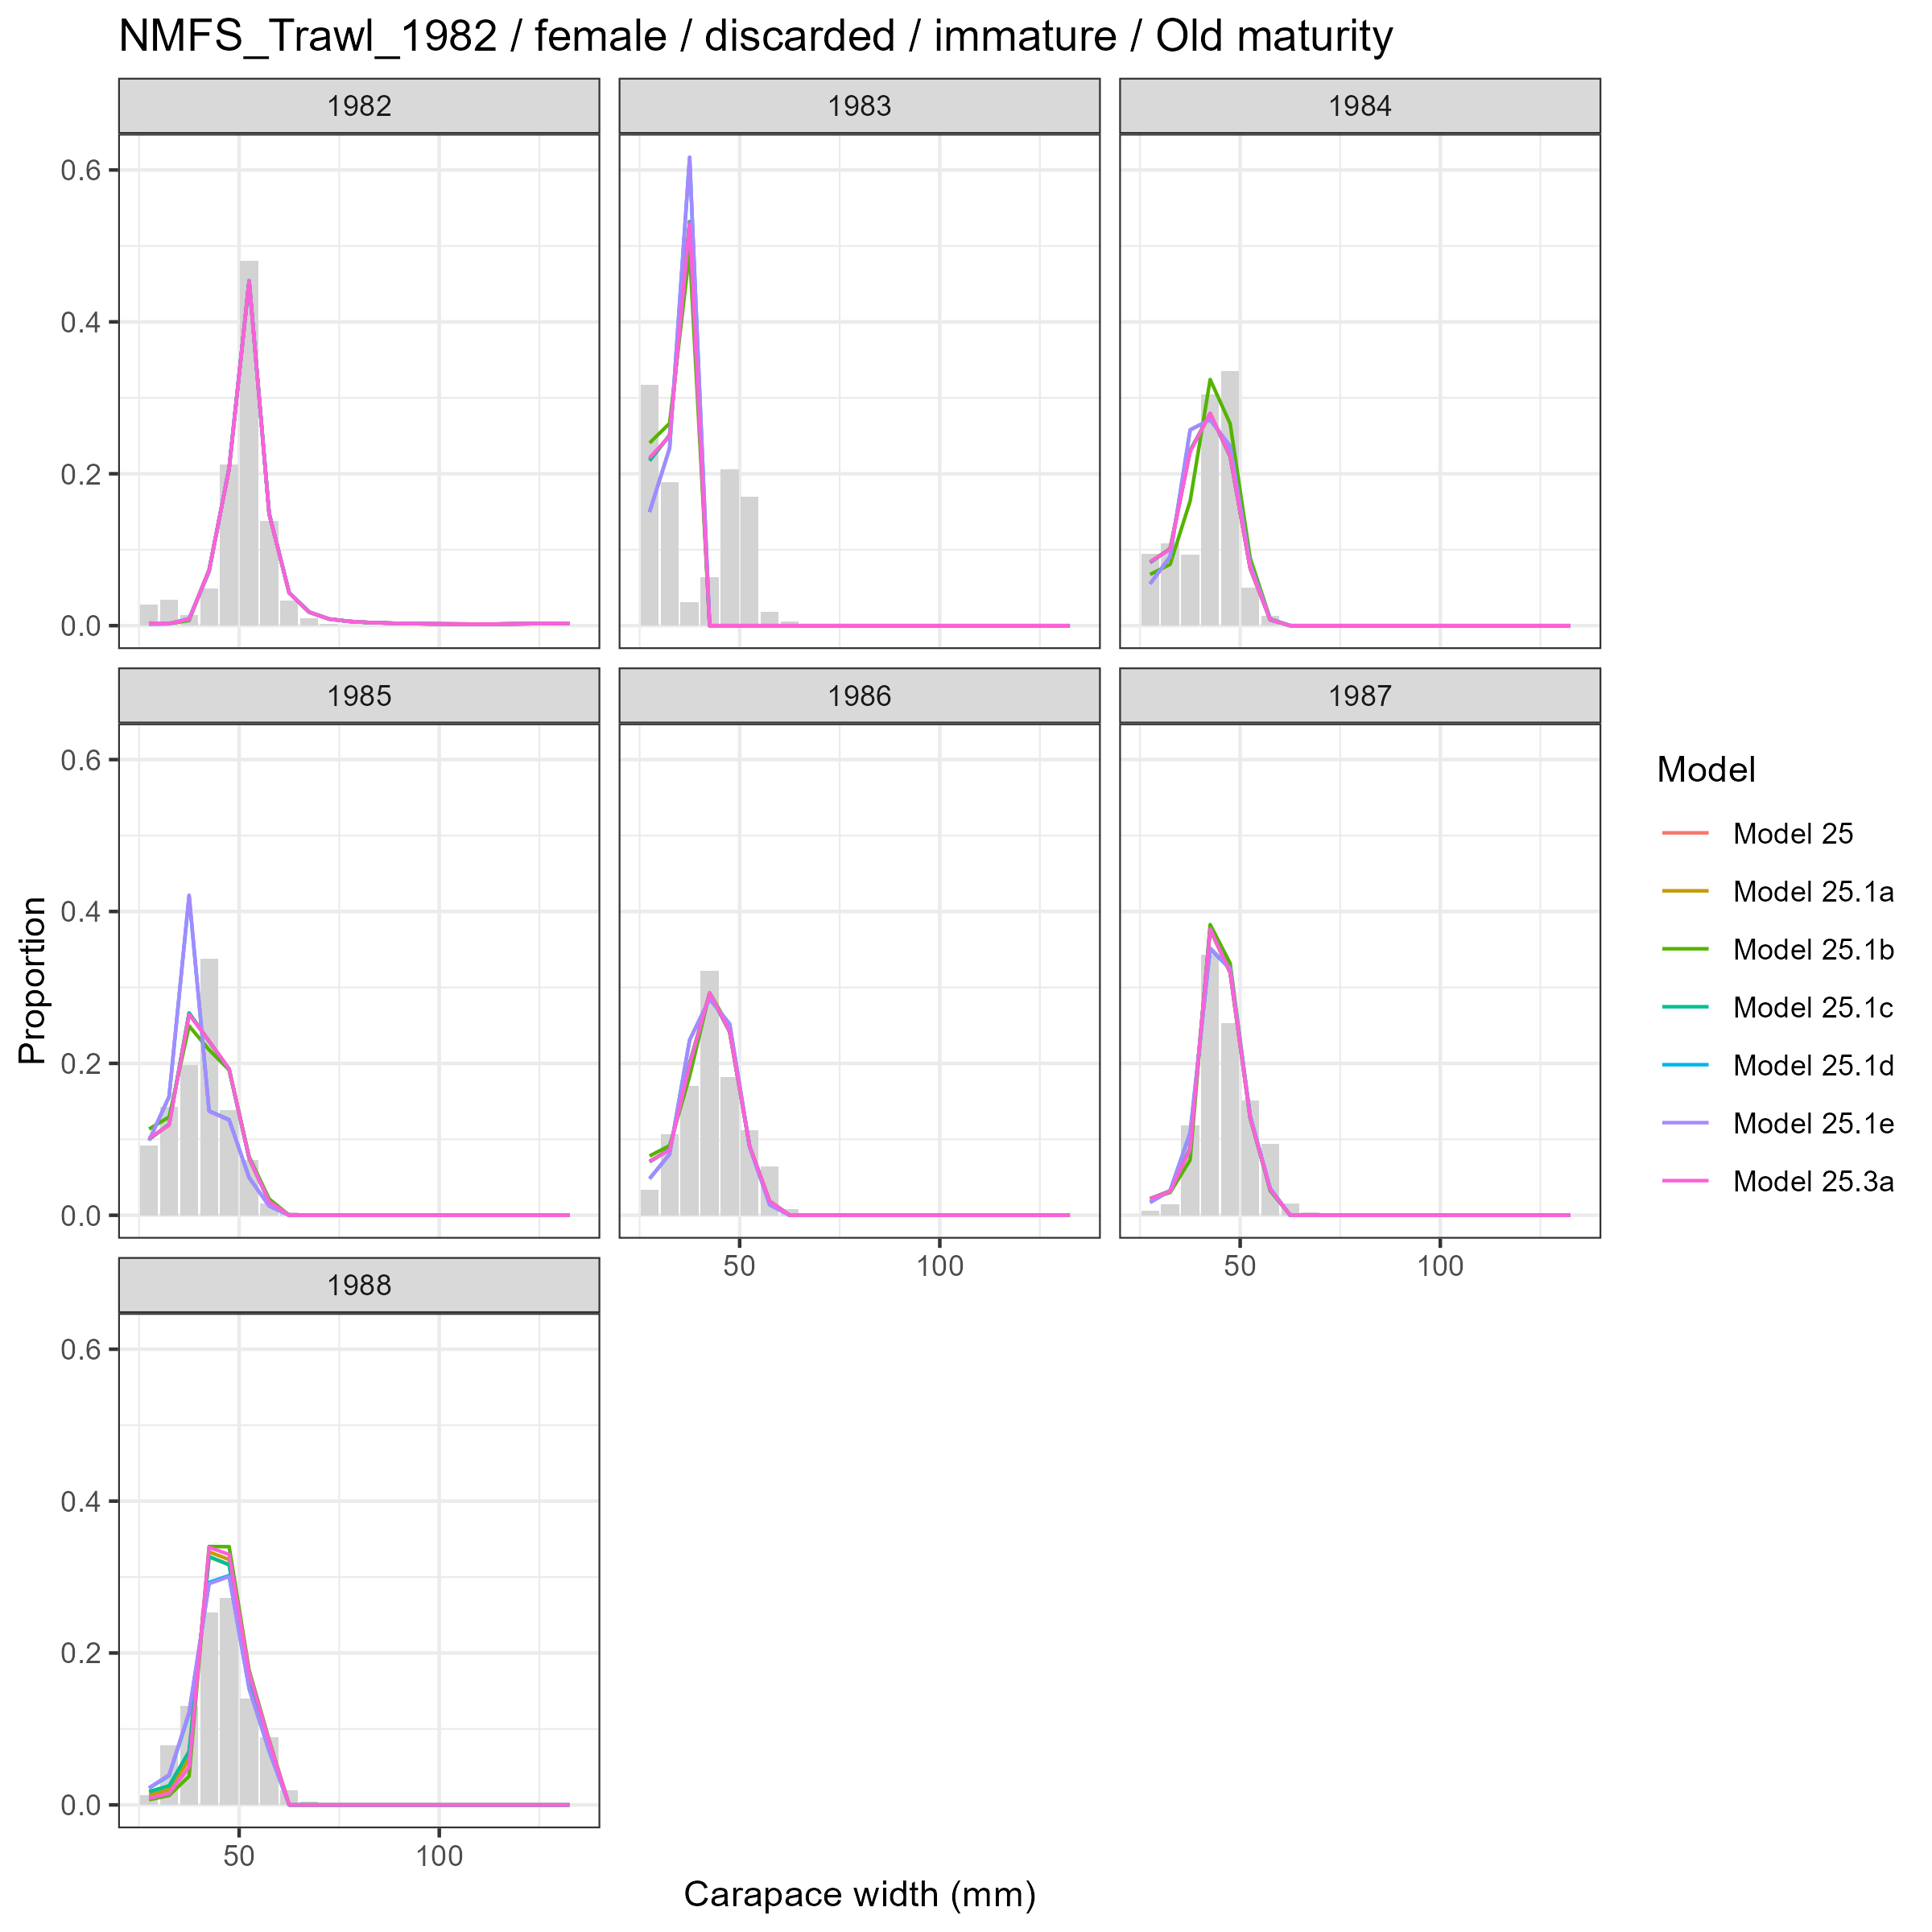 NMFS_Trawl_1982 / female / discarded / immature / Old maturity
1982
1983
1984
0.6
0.4
0.2
0.0
1985
1986
1987
0.6
0.4
0.2
0.0
50
100
50
100
1988
0.6
0.4
0.2
0.0
50
100
Proportion
Carapace width (mm)
Model
Model 25
Model 25.1a
Model 25.1b
Model 25.1c
Model 25.1d
Model 25.1e
Model 25.3a